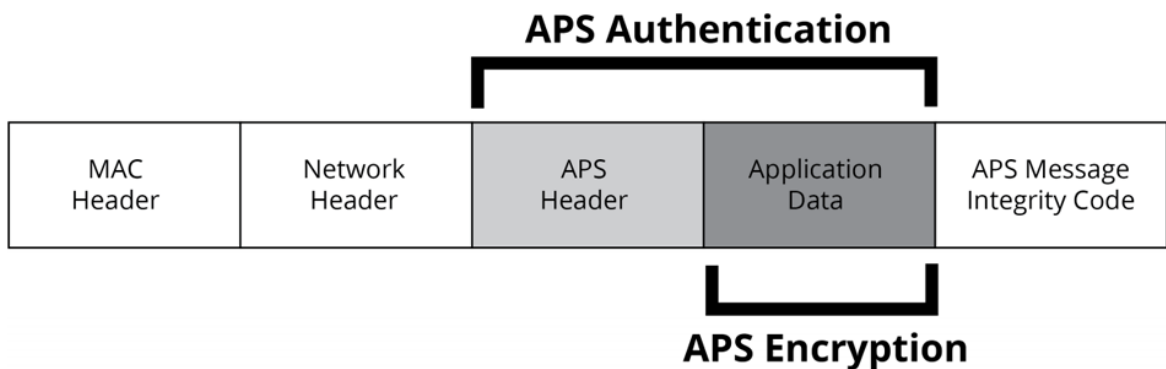 APS Authentication
MAC
Header
Network
Header
APS
Header
Application
Data
APS Message
Integrity Code
APS Encryption